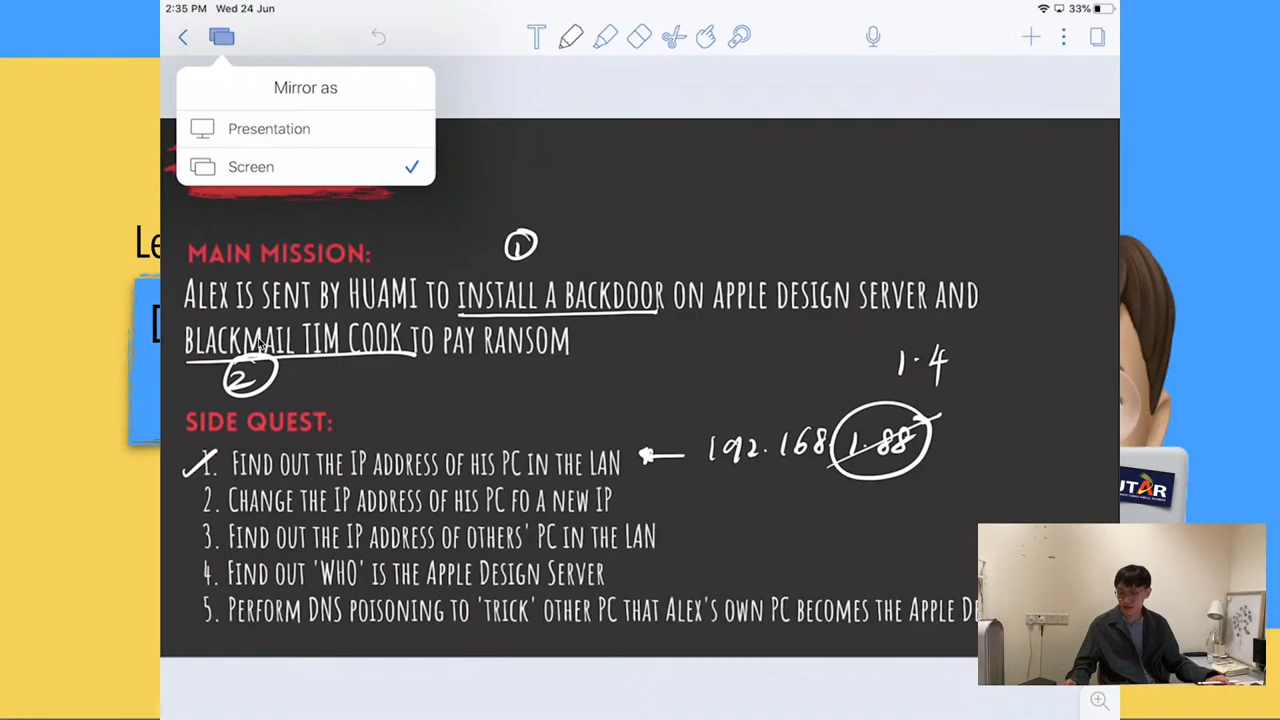 2:35 PM Wed 24 Jun
33%
T
Mirror as
Presentation
Screen
Le
D
MAIN MISSION:
1
ALEX IS SENT BY HUAMI TO INSTALL A BACKDOOR ON APPLE DESIGN SERVER AND
BLACKMAIL TIM COOK TO PAY RANSOM
2
1.4
SIDE QUEST:
1. FIND OUT THE IP ADDRESS OF HIS PC IN THE LAN
192.168 1.88
2. CHANGE THE IP ADDRESS OF HIS PC FO A NEW IP
3. FIND OUT THE IP ADDRESS OF OTHERS' PC IN THE LAN
4. FIND OUT 'WHO' IS THE APPLE DESIGN SERVER
5. PERFORM DNS POISONING TO 'TRICK' OTHER PC THAT ALEX'S OWN PC BECOMES THE APPLE DE
UTAR